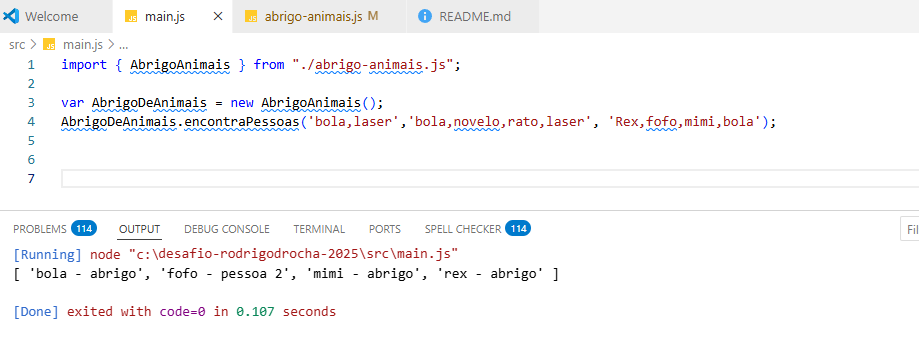 Welcome JS main.js × JS abrigo-animais.js M README.md
src > JS main.js > ...
1 import { AbrigoAnimais } from "./abrigo-animais.js";
2
3 var AbrigoDeAnimais = new AbrigoAnimais();
4 AbrigoDeAnimais.encontraPessoas('bola,laser','bola,novelo,rato,laser', 'Rex,fofo,mimi,bola');
5
6
7
PROBLEMS 114 OUTPUT DEBUG CONSOLE TERMINAL PORTS SPELL CHECKER 114 Fil
[Running] node "c:\desafio-rodrigodrocha-2025\src\main.js"
[ 'bola - abrigo', 'fofo - pessoa 2', 'mimi - abrigo', 'rex - abrigo' ]
[Done] exited with code=0 in 0.107 seconds